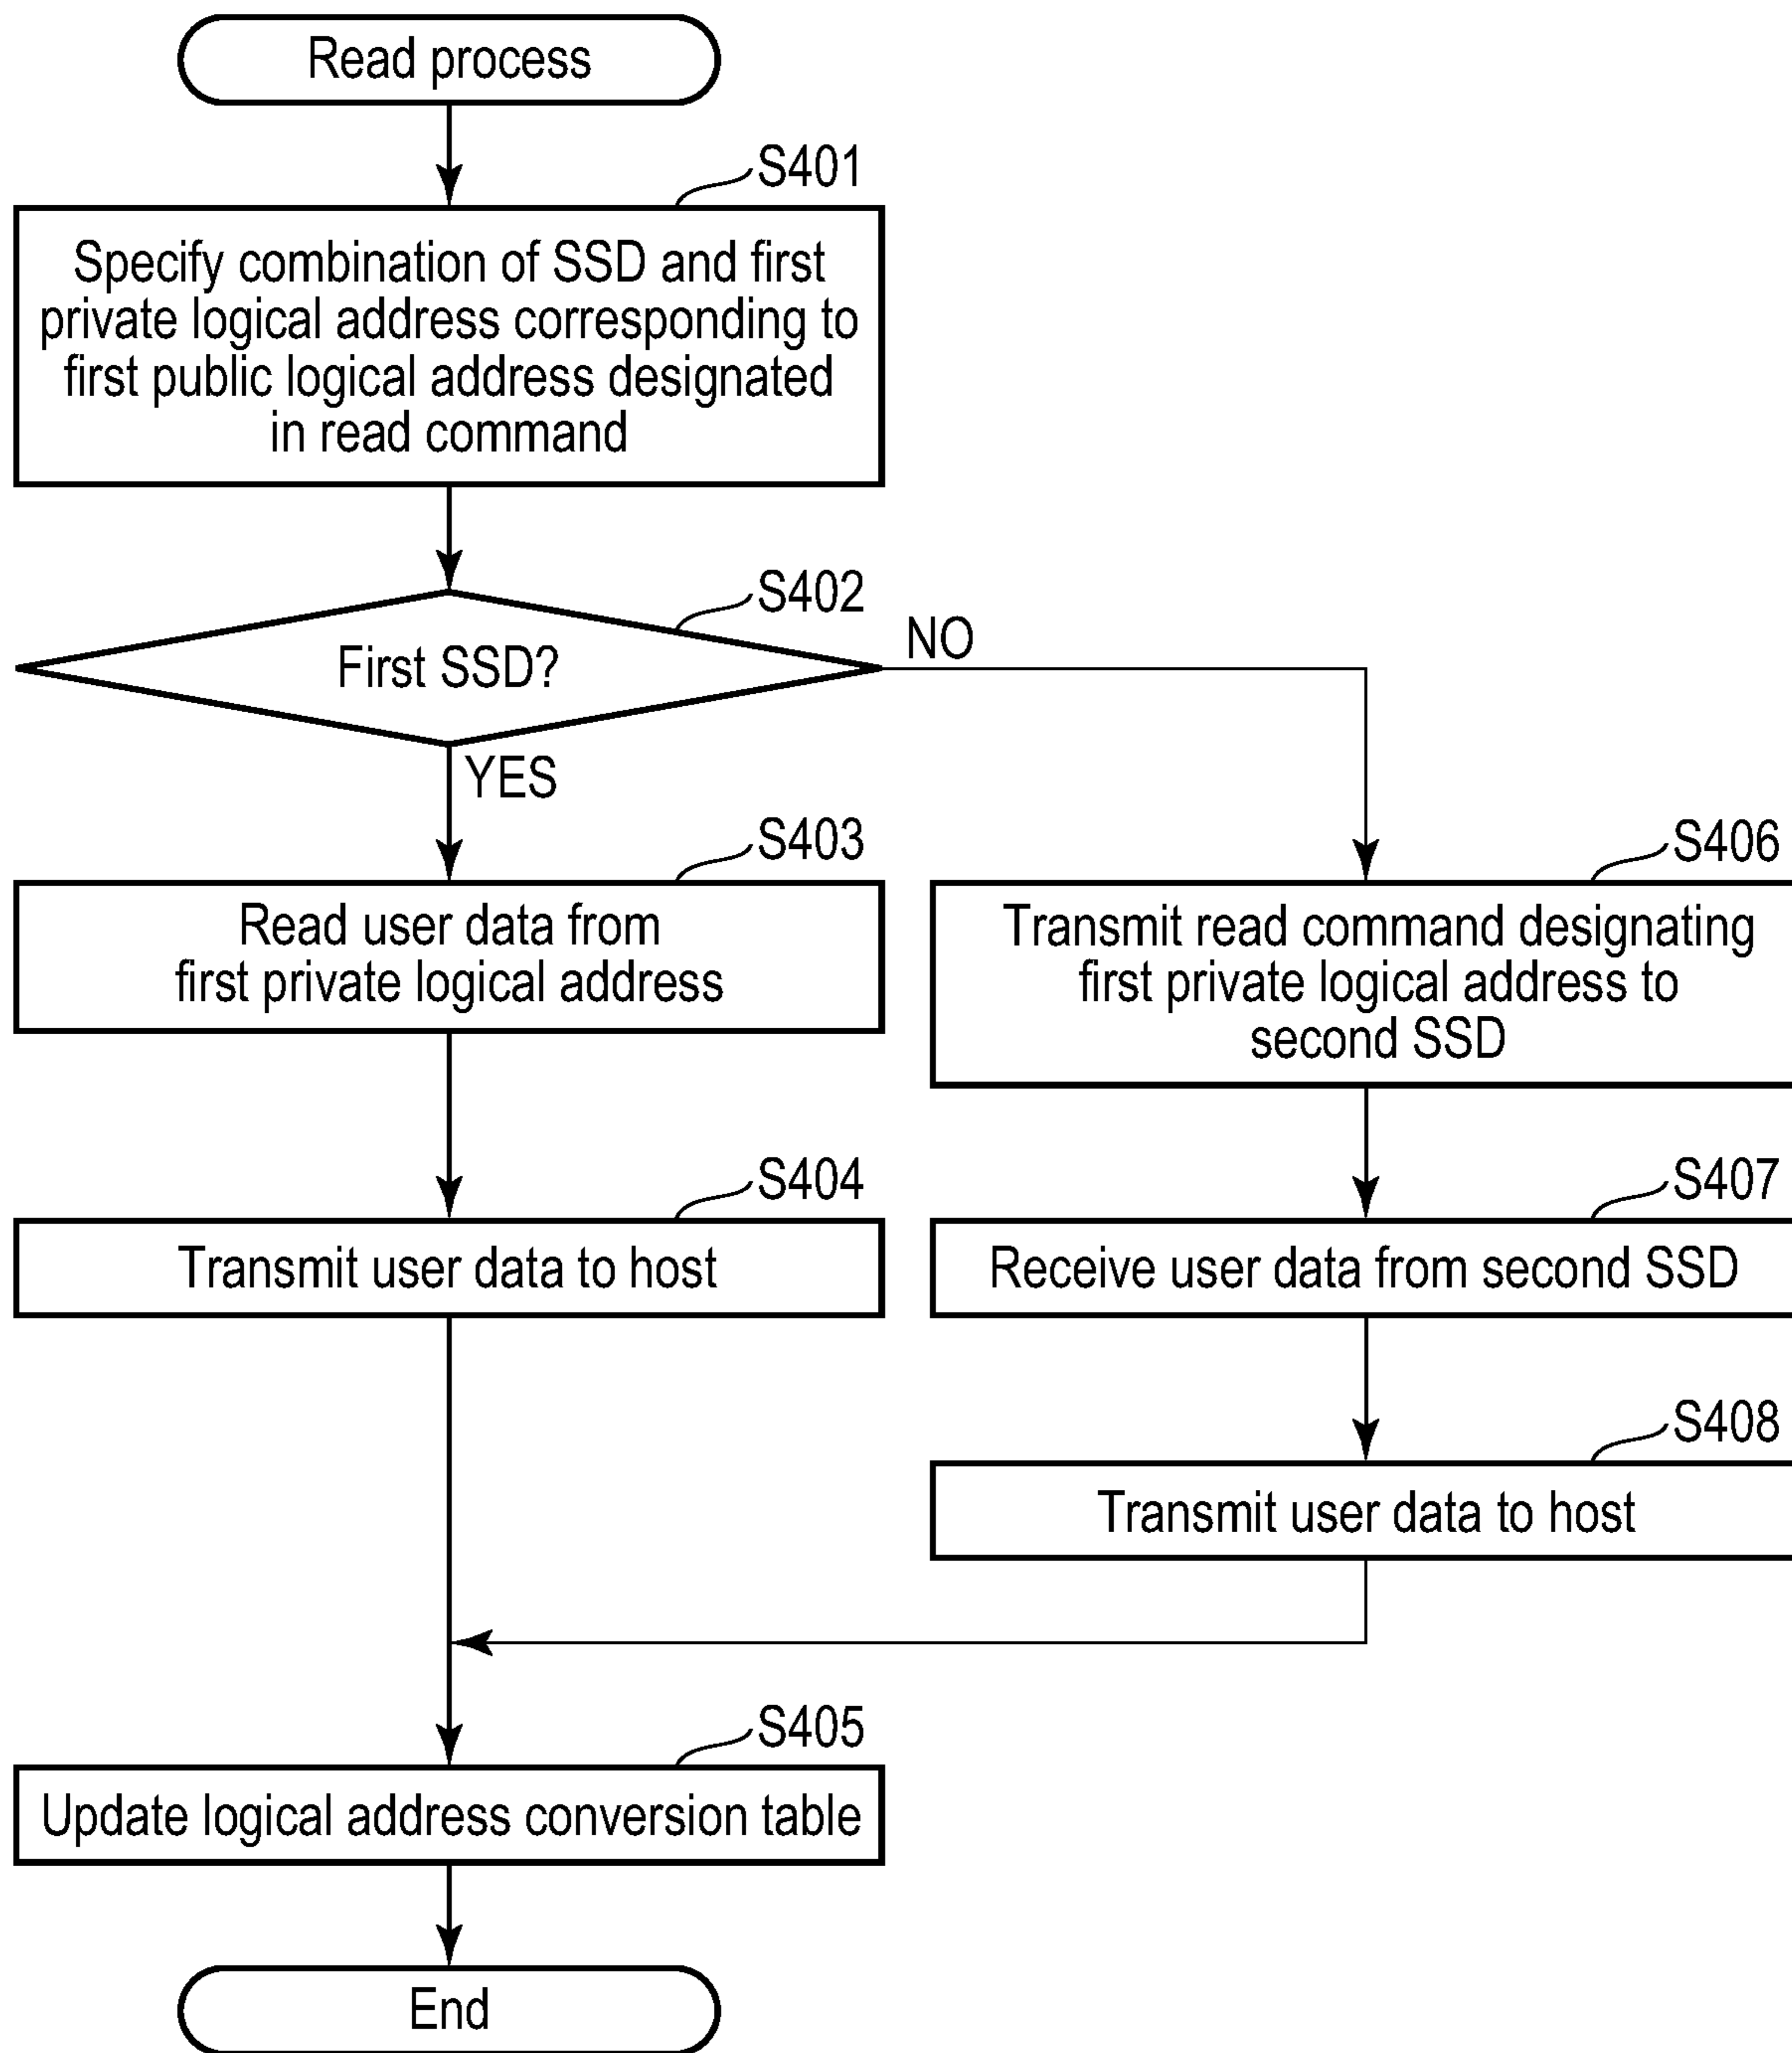 Read process
S401
Specify combination of SSD and first
private logical address corresponding to
first public logical address designated
in read command
S402
First SSD?
NO
YES
S403
Read user data from
first private logical address
S406
Transmit read command designating
first private logical address to
second SSD
S404
Transmit user data to host
S407
Receive user data from second SSD
S408
Transmit user data to host
S405
Update logical address conversion table
End